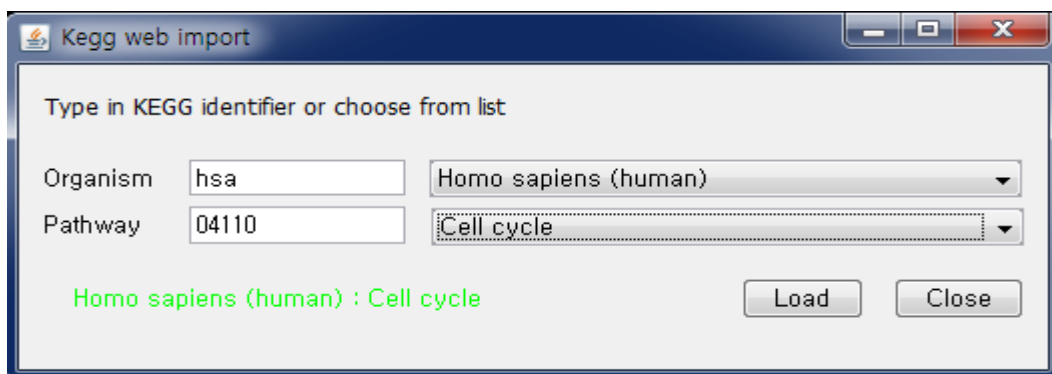 Kegg web import
Type in KEGG identifier or choose from list
Organism hsa Homo sapiens (human)
Pathway 04110 Cell cycle
Homo sapiens (human) : Cell cycle Load Close